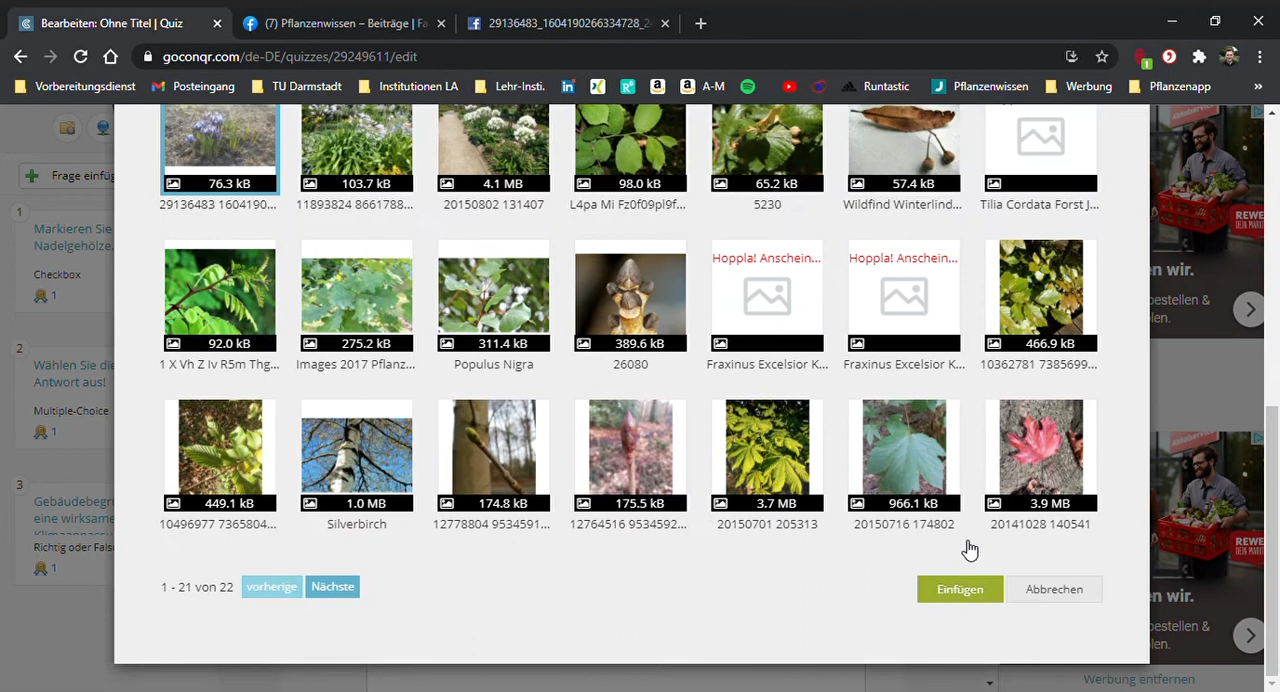 Bearbeiten: Ohne Titel | Quiz
(7) Pflanzenwissen – Beiträge | Fa
29136483_1604190266334728_2
goconqr.com/de-DE/quizzes/29249611/edit
Vorbereitungsdienst
Posteingang
TU Darmstadt
Institutionen LA
Lehr-Insti.
A-M
Runtastic
Pflanzenwissen
Werbung
Pflanzenapp
Frage einfüg
76.3 kB
103.7 kB
4.1 MB
98.0 kB
65.2 kB
57.4 kB
29136483 1604190...
11893824 8661788...
20150802 131407
L4pa Mi Fz0f09pl9f...
5230
Wildfind Winterlind...
Tilia Cordata Forst J...
1
Markieren Sie
Nadelgehölze,
Checkbox
1
Hoppla! Anschein...
Hoppla! Anschein...
92.0 kB
275.2 kB
311.4 kB
389.6 kB
466.9 kB
1 X Vh Z Iv R5m Thg...
Images 2017 Pflanz...
Populus Nigra
26080
Fraxinus Excelsior K...
Fraxinus Excelsior K...
10362781 7385699...
2
Wählen Sie die
Antwort aus!
Multiple-Choice
1
449.1 kB
1.0 MB
174.8 kB
175.5 kB
3.7 MB
966.1 kB
3.9 MB
10496977 7365804...
Silverbirch
12778804 9534591...
12764516 9534592...
20150701 205313
20150716 174802
20141028 140541
3
Gebäudebegrü
eine wirksame
Richtig oder Falsc
1
1 - 21 von 22
vorherige
Nächste
Einfügen
Abbrechen
REWE
DEIN MARKT
n wir.
bestellen &
len.
REWE
DEIN MARKT
n wir.
bestellen &
len.
Werbung entfernen